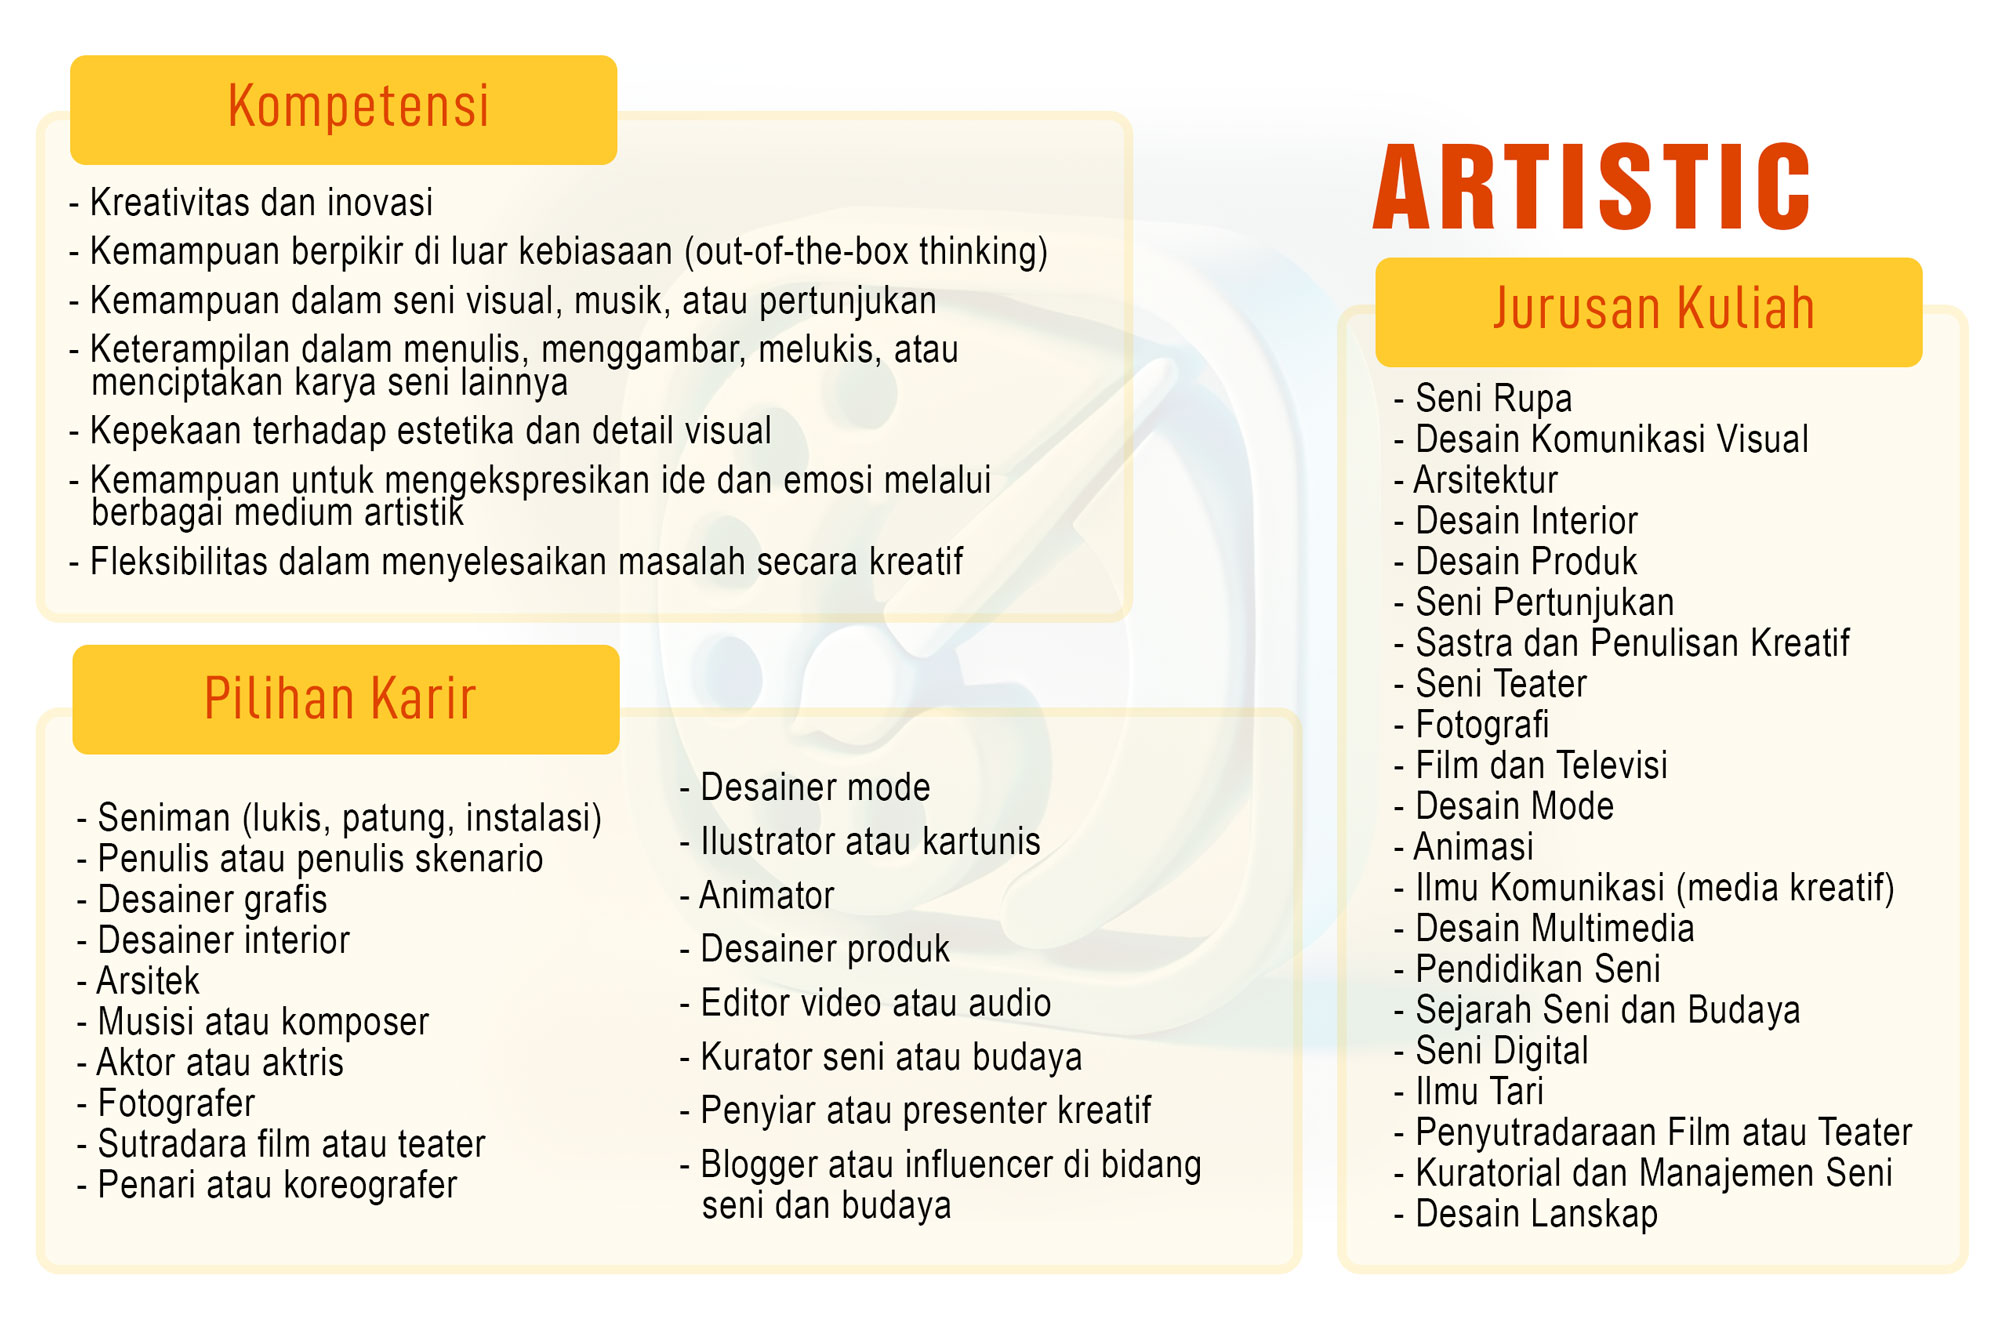 Kompetensi
- Kreativitas dan inovasi
- Kemampuan berpikir di luar kebiasaan (out-of-the-box thinking)
- Kemampuan dalam seni visual, musik, atau pertunjukan
- Keterampilan dalam menulis, menggambar, melukis, atau
menciptakan karya seni lainnya
- Kepekaan terhadap estetika dan detail visual
- Kemampuan untuk mengekspresikan ide dan emosi melalui
berbagai medium artistik
- Fleksibilitas dalam menyelesaikan masalah secara kreatif
Pilihan Karir
- Seniman (lukis, patung, instalasi)
- Penulis atau penulis skenario
- Desainer grafis
- Desainer interior
- Arsitek
- Musisi atau komposer
- Aktor atau aktris
- Fotografer
- Sutradara film atau teater
- Penari atau koreografer
- Desainer mode
- Ilustrator atau kartunis
- Animator
- Desainer produk
- Editor video atau audio
- Kurator seni atau budaya
- Penyiar atau presenter kreatif
- Blogger atau influencer di bidang
seni dan budaya
ARTISTIC
Jurusan Kuliah
- Seni Rupa
- Desain Komunikasi Visual
- Arsitektur
- Desain Interior
- Desain Produk
- Seni Pertunjukan
- Sastra dan Penulisan Kreatif
- Seni Teater
- Fotografi
- Film dan Televisi
- Desain Mode
- Animasi
- Ilmu Komunikasi (media kreatif)
- Desain Multimedia
- Pendidikan Seni
- Sejarah Seni dan Budaya
- Seni Digital
- Ilmu Tari
- Penyutradaraan Film atau Teater
- Kuratorial dan Manajemen Seni
- Desain Lanskap